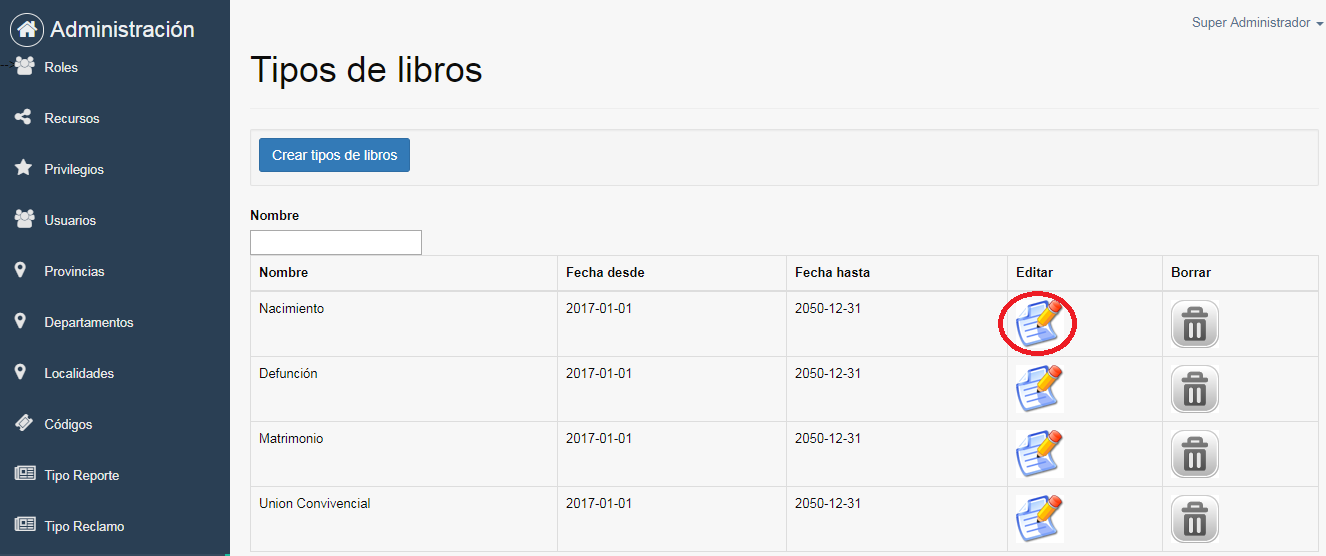 Administración
Super Administrador
-->
Roles
Recursos
Privilegios
Usuarios
Provincias
Departamentos
Localidades
Códigos
Tipo Reporte
Tipo Reclamo
Tipos de libros
Crear tipos de libros
Nombre
Nombre Fecha desde Fecha hasta Editar Borrar
Nacimiento 2017-01-01 2050-12-31
Defunción 2017-01-01 2050-12-31
Matrimonio 2017-01-01 2050-12-31
Union Convivencial 2017-01-01 2050-12-31